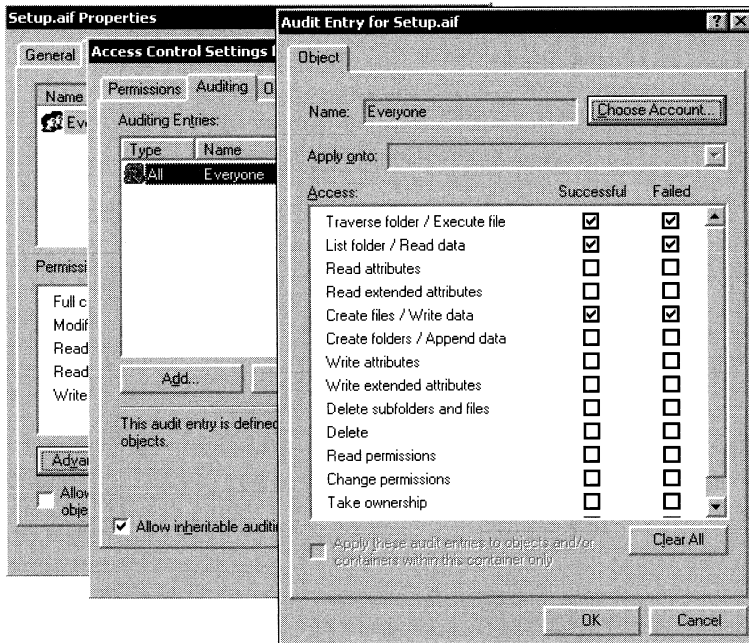 Setup.aif Properties
General
Name
Permissi
Full c
Modif
Read
Read
Write
Allow
obje
Access Control Settings
Permissions
Auditing
O
Auditing Entries:
Type
Name
All
Everyone
Add...
This audit entry is defined
objects.
Allow inheritable auditin
Audit Entry for Setup.aif
Object
Name:
Everyone
Choose Account...
Apply onto:
Access:
Successful
Failed
Traverse folder / Execute file
List folder / Read data
Read attributes
Read extended attributes
Create files / Write data
Create folders / Append data
Write attributes
Write extended attributes
Delete subfolders and files
Delete
Read permissions
Change permissions
Take ownership
Apply these audit entries to objects and/or
containers within this container only
Clear All
OK
Cancel